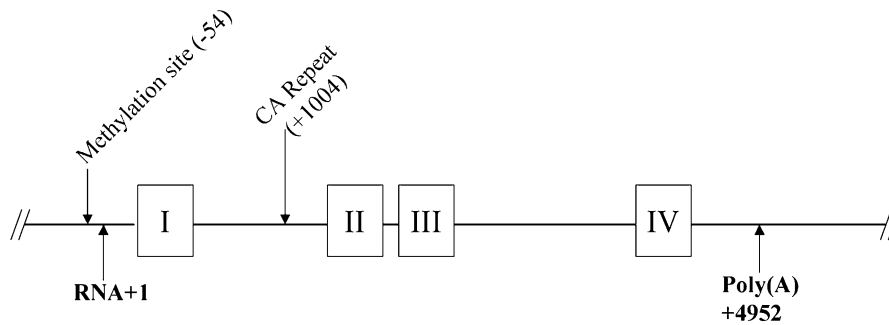 Methylation site (-54)
CA Repeat
(+1004)
I
II
III
IV
RNA+1
Poly(A)
+4952